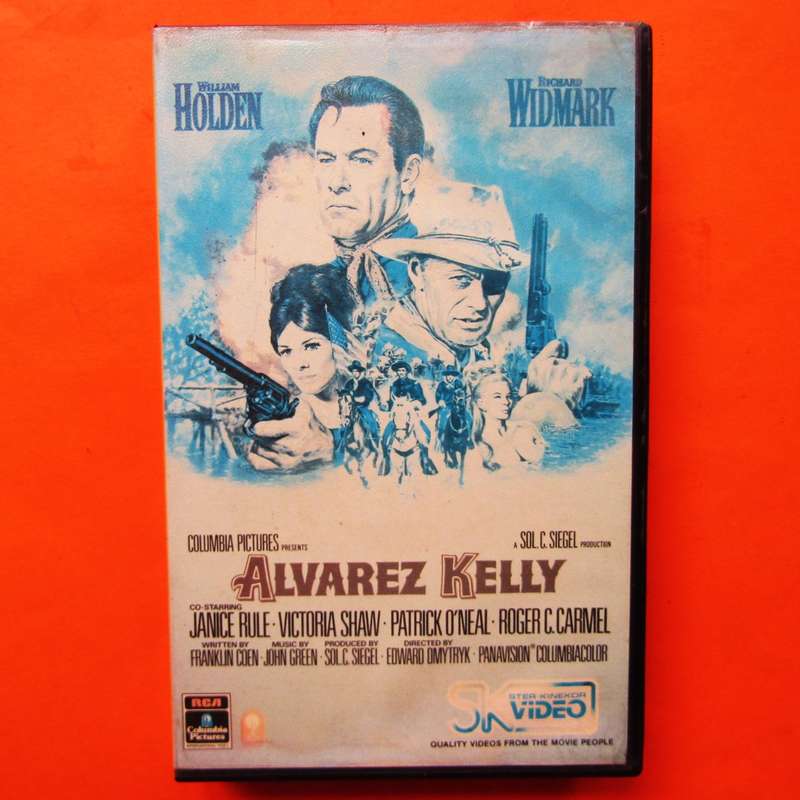 WILLIAM HOLDEN
RICHARD WIDMARK
COLUMBIA PICTURES PRESENTS
A SOL C. SIEGEL PRODUCTION
ALVAREZ KELLY
CO-STARRING
JANICE RULE · VICTORIA SHAW · PATRICK O'NEAL · ROGER C. CARMEL
WRITTEN BY MUSIC BY PRODUCED BY DIRECTED BY
FRANKLIN COEN · JOHN GREEN · SOL C. SIEGEL · EDWARD DMYTRYK · PANAVISION® COLUMBIACOLOR
RCA
Columbia
Pictures
SK STER KINEKOR
VIDEO
QUALITY VIDEOS FROM THE MOVIE PEOPLE